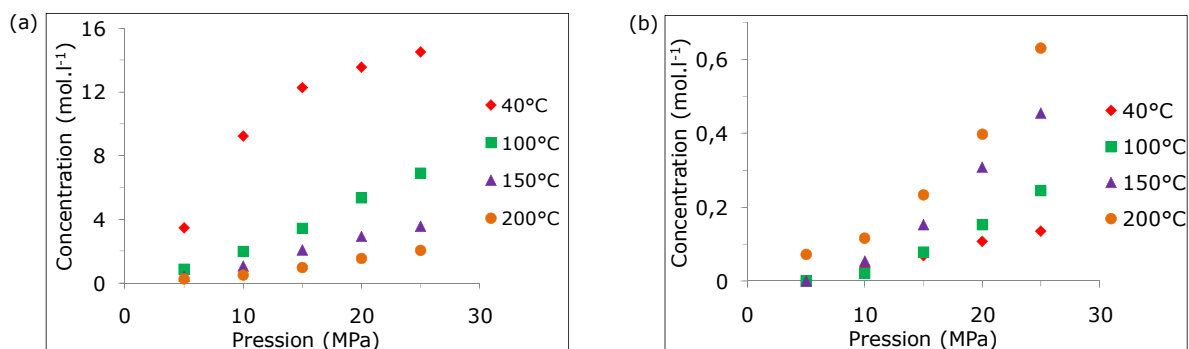 (a)
Concentration (mol.l-1)
16
12
8
4
0
0
10
20
30
Pression (MPa)
40°C
100°C
150°C
200°C
(b)
Concentration (mol.l-1)
0,6
0,4
0,2
0
0
10
20
30
Pression (MPa)
40°C
100°C
150°C
200°C